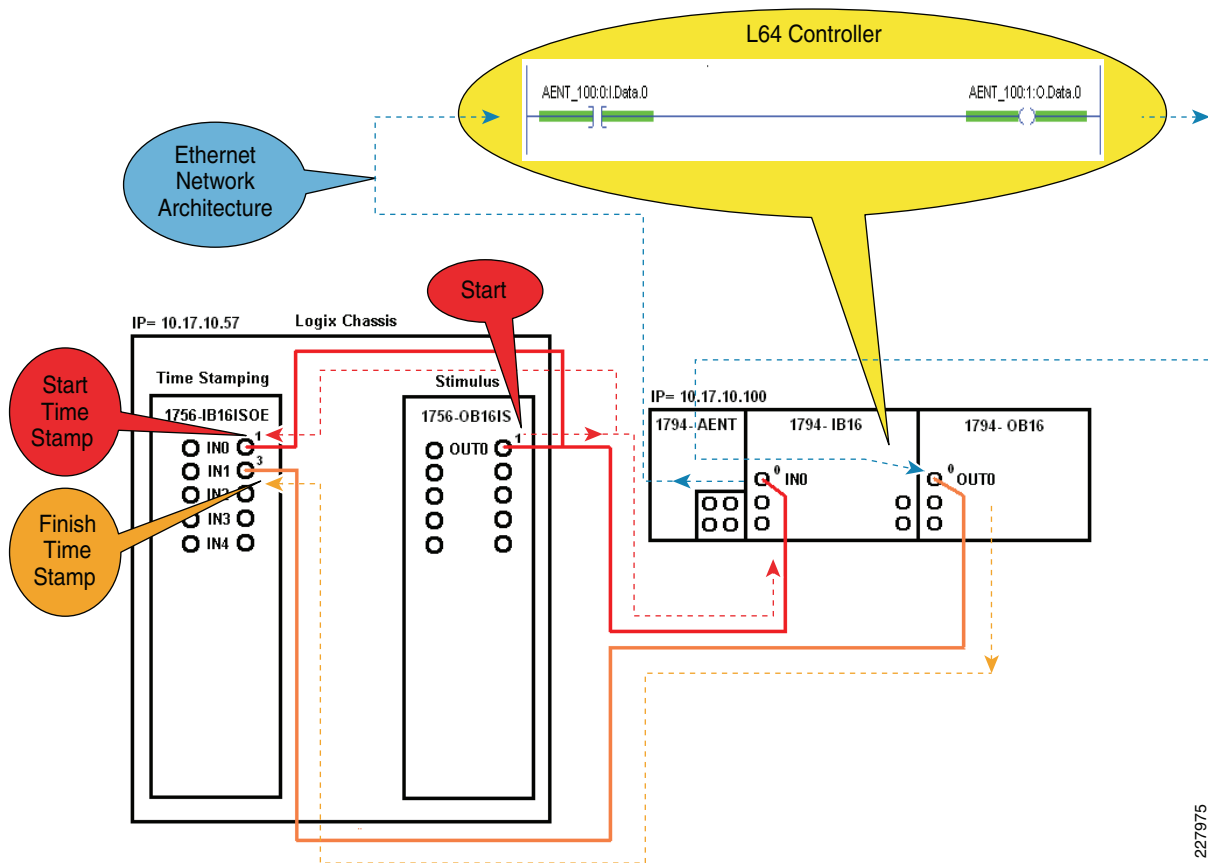 L64 Controller
AENT_100:0:I.Data.0
AENT_100:1:O.Data.0
Ethernet
Network
Architecture
Start
IP= 10.17.10.57
Logix Chassis
Start
Time
Stamp
Time Stamping
Stimulus
1756-IB16ISOE
1756-OB16IS
IN0
1
IN1
3
IN2
IN3
IN4
OUT0
1
Finish
Time
Stamp
IP= 10.17.10.100
1794- AENT
1794- IB16
1794- OB16
0
IN0
0
OUT0
227975